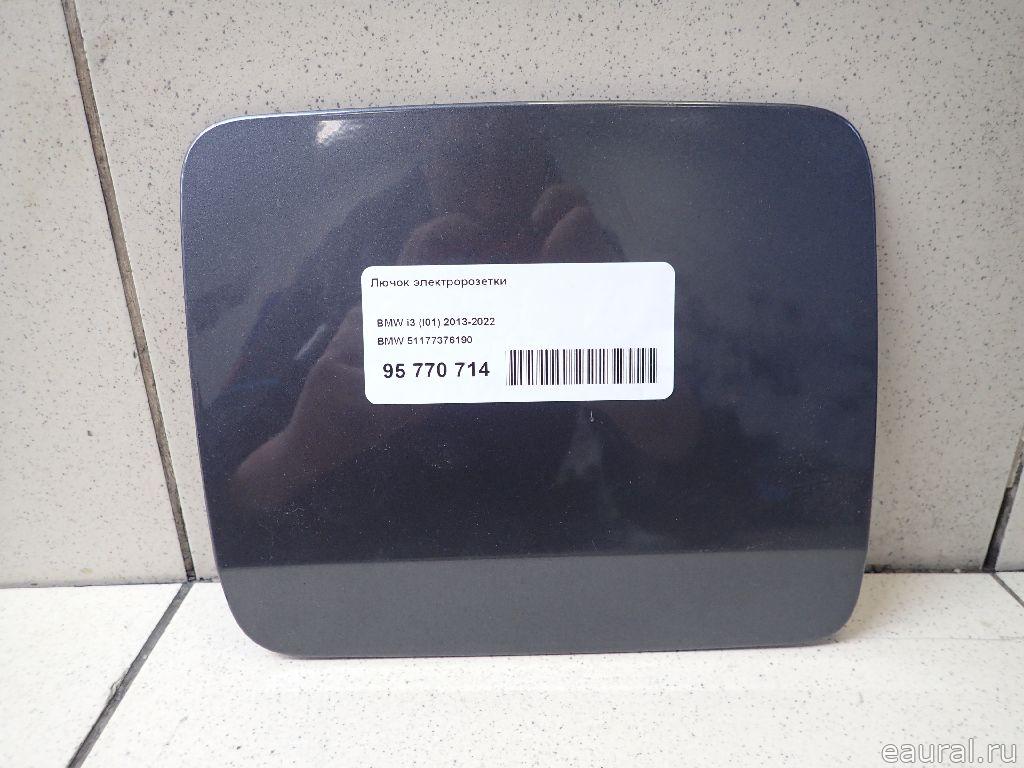 Лючок электророзетки
BMW i3 (I01) 2013-2022
BMW 51177376190
95 770 714
eaural.ru